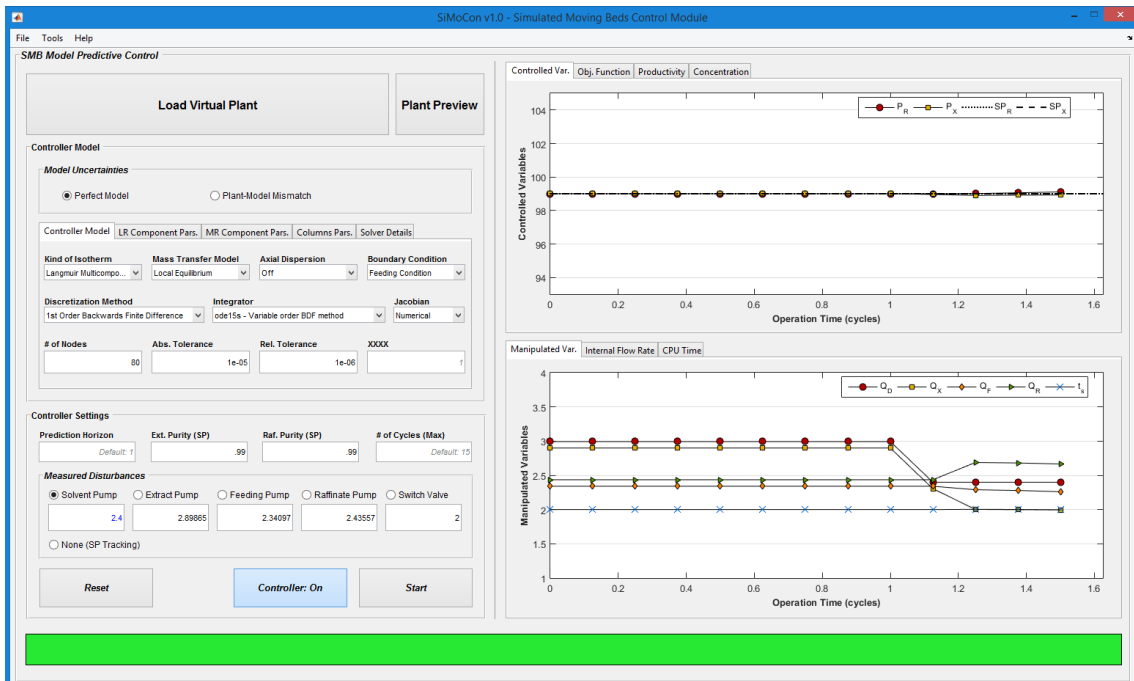 SiMoCon v1.0 - Simulated Moving Beds Control Module
File Tools Help
SMB Model Predictive Control
Load Virtual Plant
Plant Preview
Controller Model
Model Uncertainties
Perfect Model
Plant-Model Mismatch
Controller Model LR Component Pars. MR Component Pars. Columns Pars. Solver Details
Kind of Isotherm Mass Transfer Model Axial Dispersion Boundary Condition
Langmuir Multicompo... Local Equilibrium Off Feeding Condition
Discretization Method Integrator Jacobian
1st Order Backwards Finite Difference ode15s - Variable order BDF method Numerical
# of Nodes Abs. Tolerance Rel. Tolerance XXXX
80 1e-05 1e-06 1
Controller Settings
Prediction Horizon Ext. Purity (SP) Raf. Purity (SP) # of Cycles (Max)
Default: 1 .99 .99 Default: 15
Measured Disturbances
Solvent Pump Extract Pump Feeding Pump Raffinate Pump Switch Valve
2.4 2.89865 2.34097 2.43557 2
None (SP Tracking)
Reset
Controller: On
Start
Controlled Var. Obj. Function Productivity Concentration
P_R P_X SP_R SP_X
104
102
100
98
96
94
Controlled Variables
0 0.2 0.4 0.6 0.8 1 1.2 1.4 1.6
Operation Time (cycles)
Manipulated Var. Internal Flow Rate CPU Time
Q_D Q_X Q_F Q_R t_s
4
3.5
3
2.5
2
1.5
1
Manipulated Variables
0 0.2 0.4 0.6 0.8 1 1.2 1.4 1.6
Operation Time (cycles)